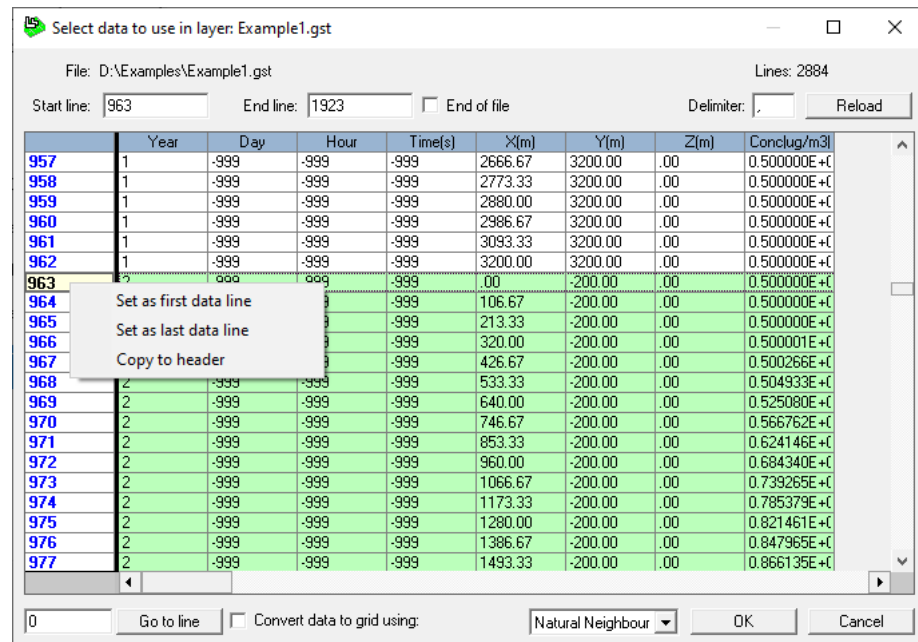 Select data to use in layer: Example1.gst
File: D:\Examples\Example1.gst Lines: 2884
Start line: 963 End line: 1923 End of file Delimiter: , Reload
Year Day Hour Time(s) X(m) Y(m) Z(m) Conc|ug/m3|
957 1 -999 -999 -999 2666.67 3200.00 .00 0.500000E+0
958 1 -999 -999 -999 2773.33 3200.00 .00 0.500000E+0
959 1 -999 -999 -999 2880.00 3200.00 .00 0.500000E+0
960 1 -999 -999 -999 2986.67 3200.00 .00 0.500000E+0
961 1 -999 -999 -999 3093.33 3200.00 .00 0.500000E+0
962 1 -999 -999 -999 3200.00 3200.00 .00 0.500000E+0
963 2 -999 -999 -999 .00 -200.00 .00 0.500000E+0
964 -999 106.67 -200.00 .00 0.500000E+0
Set as first data line
965 -999 213.33 -200.00 .00 0.500000E+0
Set as last data line
966 -999 320.00 -200.00 .00 0.500001E+0
967 -999 426.67 -200.00 .00 0.500266E+0
Copy to header
968 2 -999 -999 -999 533.33 -200.00 .00 0.504933E+0
969 2 -999 -999 -999 640.00 -200.00 .00 0.525080E+0
970 2 -999 -999 -999 746.67 -200.00 .00 0.566762E+0
971 2 -999 -999 -999 853.33 -200.00 .00 0.624146E+0
972 2 -999 -999 -999 960.00 -200.00 .00 0.684340E+0
973 2 -999 -999 -999 1066.67 -200.00 .00 0.739265E+0
974 2 -999 -999 -999 1173.33 -200.00 .00 0.785379E+0
975 2 -999 -999 -999 1280.00 -200.00 .00 0.821461E+0
976 2 -999 -999 -999 1386.67 -200.00 .00 0.847965E+0
977 2 -999 -999 -999 1493.33 -200.00 .00 0.866135E+0
0 Go to line Convert data to grid using: Natural Neighbour OK Cancel